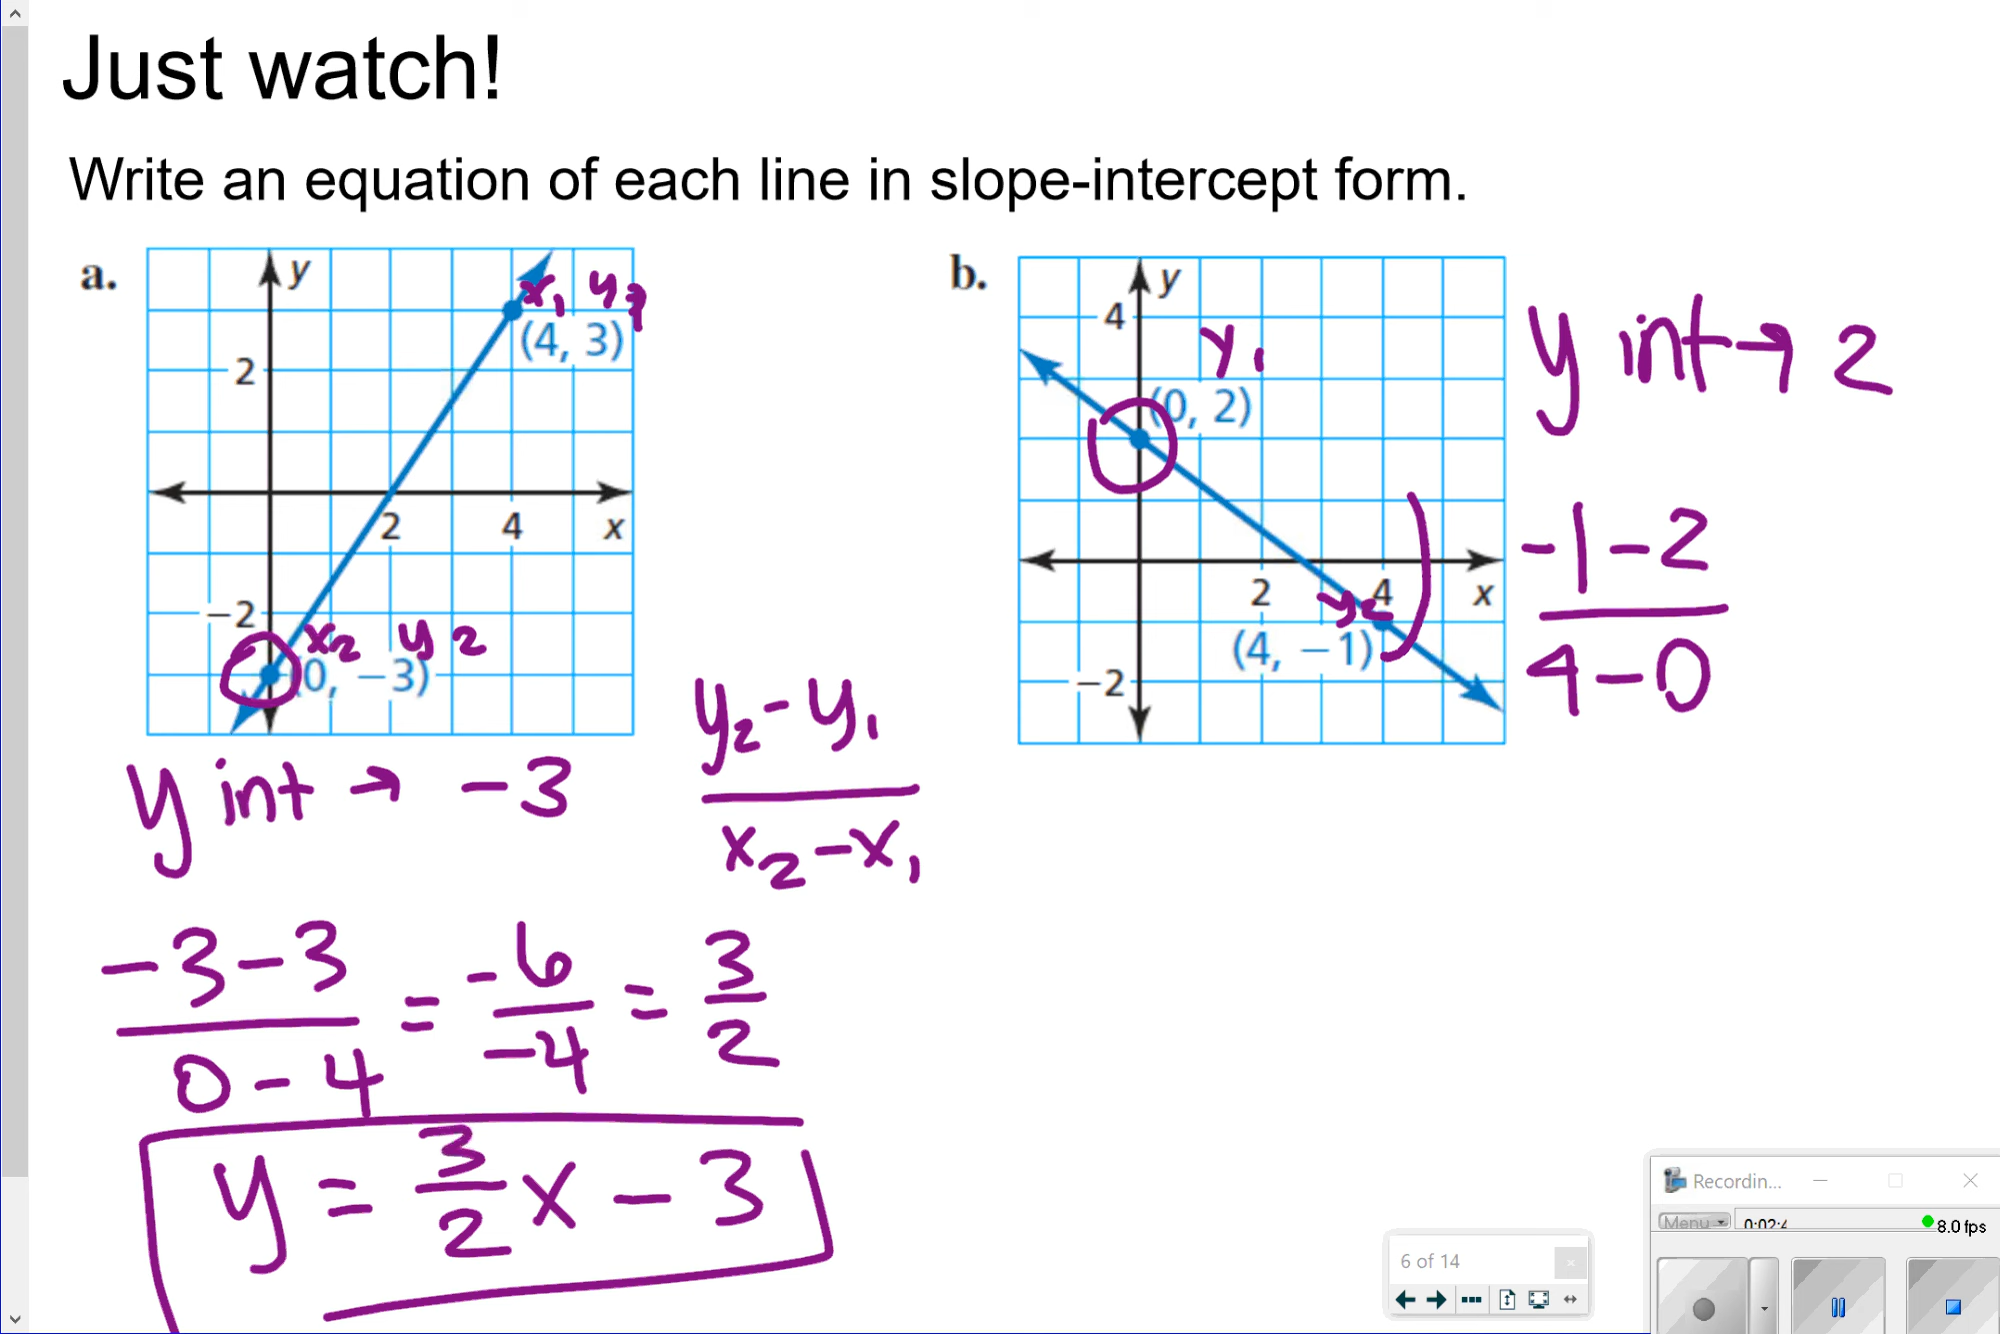 Just watch!
Write an equation of each line in slope-intercept form.
a.
y
x₁ y₁
(4, 3)
2
2 4 x
−2
x₂ y₂
(0, −3)
y int → −3
y₂ − y₁
x₂ − x₁
−3 − 3 = −6 = 3
0 − 4 −4 2
y = 3/2 x − 3
b.
y
4
y₁
(0, 2)
2 4 x
y₂
(4, −1)
−2
y int → 2
−1 − 2
4 − 0
6 of 14
Recordin...
Menu
8.0 fps